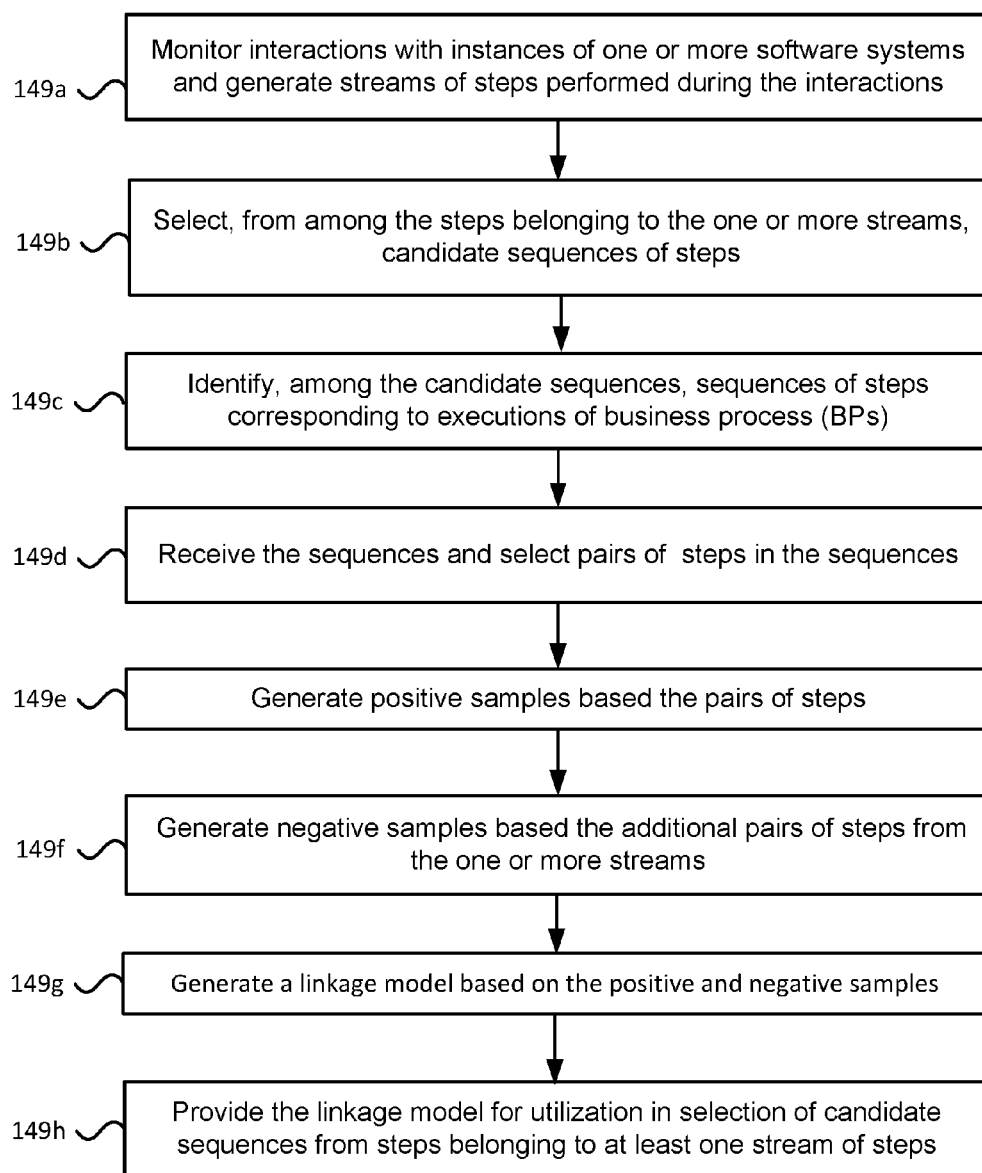 149a
Monitor interactions with instances of one or more software systems
and generate streams of steps performed during the interactions
149b
Select, from among the steps belonging to the one or more streams,
candidate sequences of steps
149c
Identify, among the candidate sequences, sequences of steps
corresponding to executions of business process (BPs)
149d
Receive the sequences and select pairs of steps in the sequences
149e
Generate positive samples based the pairs of steps
149f
Generate negative samples based the additional pairs of steps from
the one or more streams
149g
Generate a linkage model based on the positive and negative samples
149h
Provide the linkage model for utilization in selection of candidate
sequences from steps belonging to at least one stream of steps